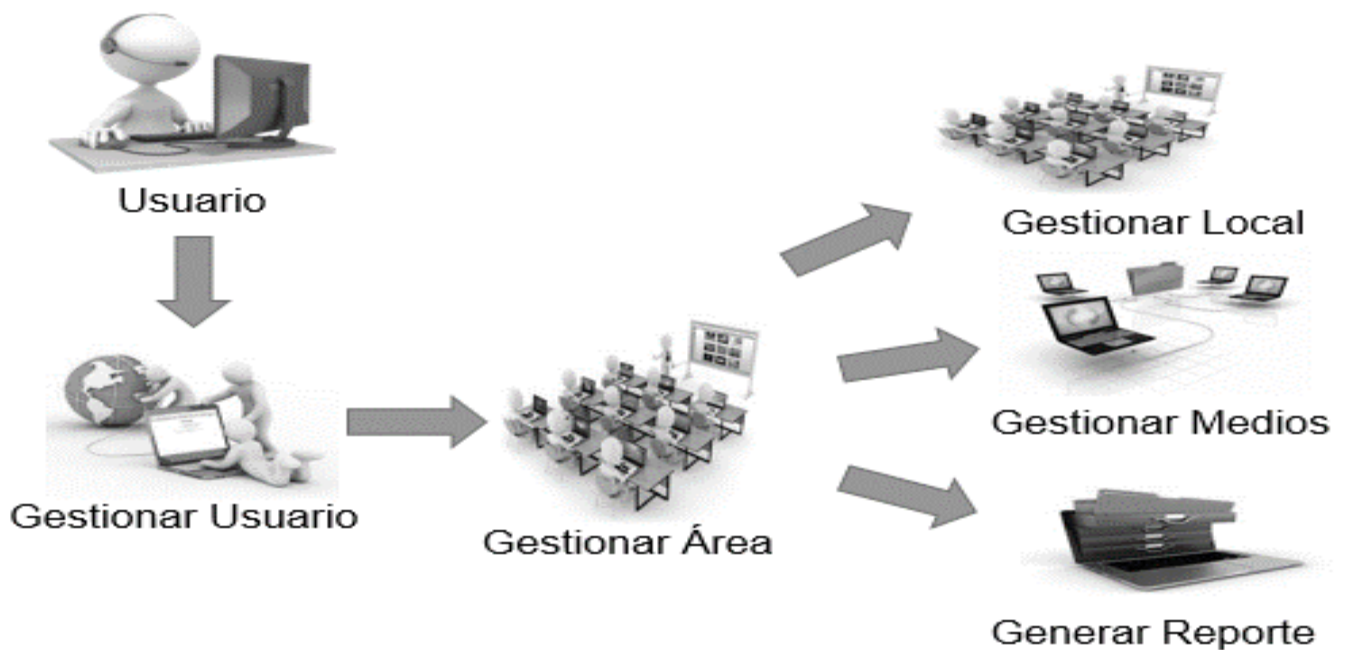 Usuario
Gestionar Usuario
Gestionar Área
Gestionar Local
Gestionar Medios
Generar Reporte